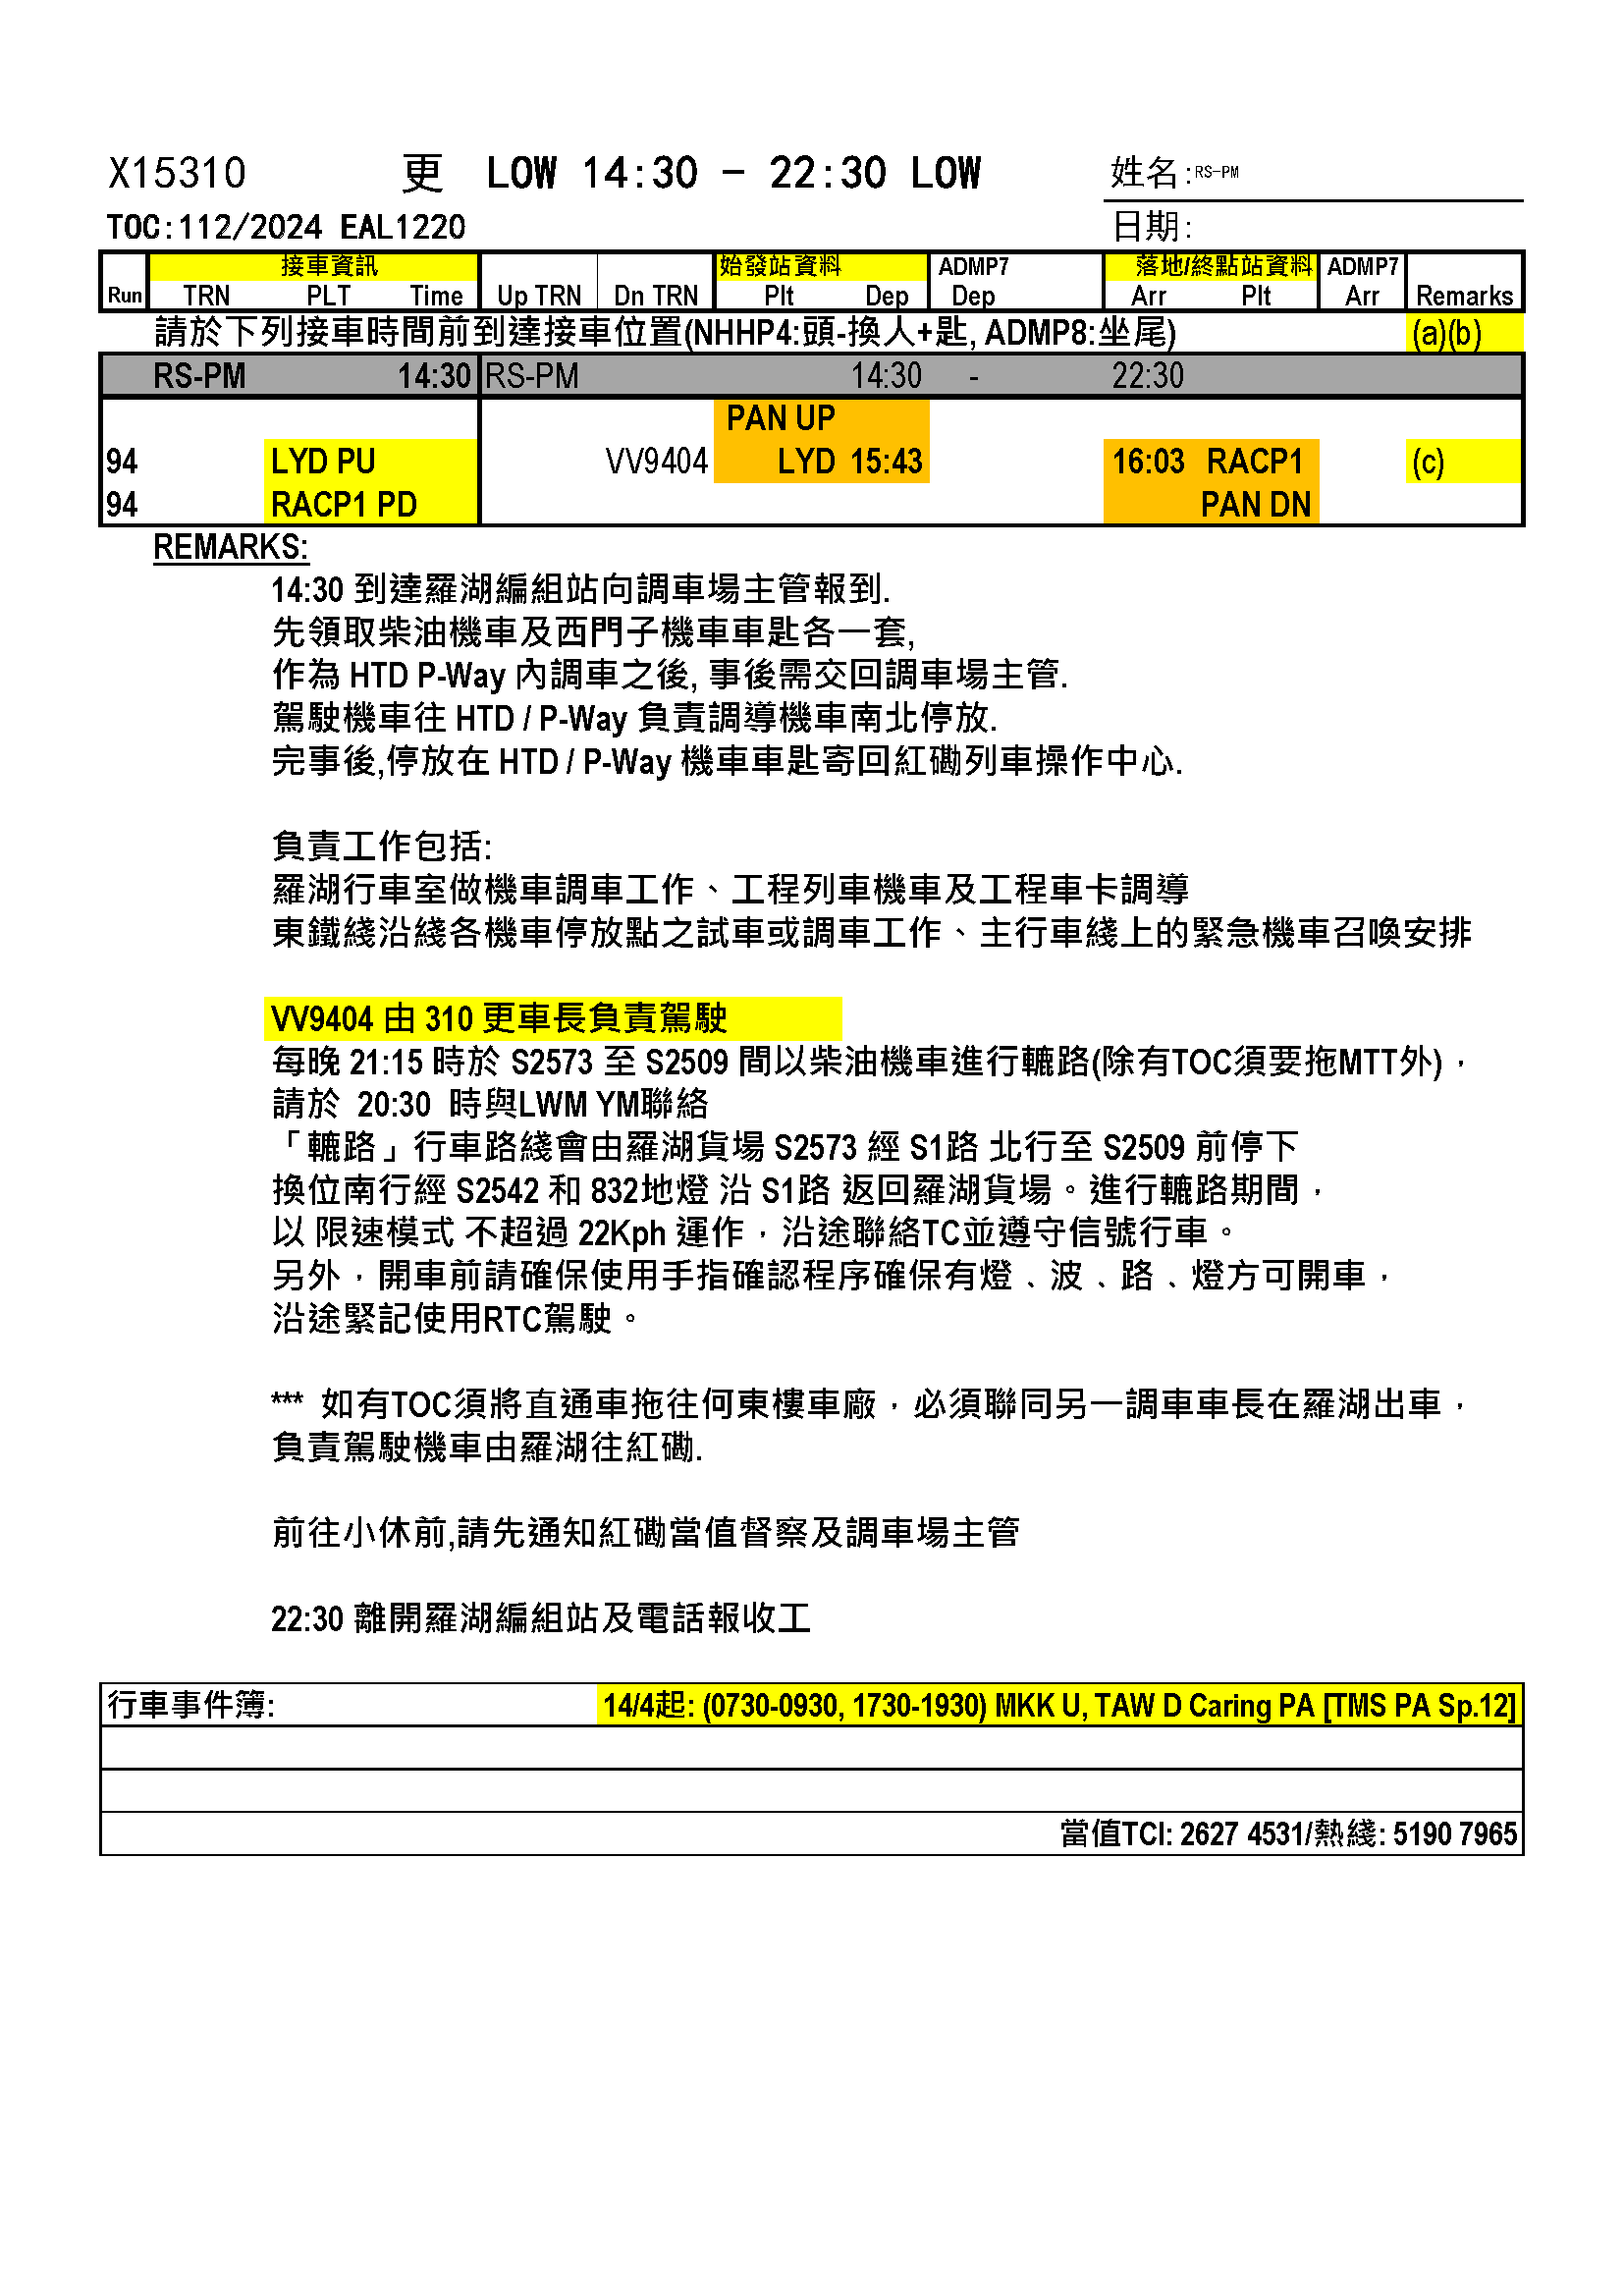 X15310 更 LOW 14:30 - 22:30 LOW 姓名:RS-PM
TOC:112/2024 EAL1220 日期:
接車資訊 始發站資料 ADMP7 落地/終點站資料 ADMP7
Run TRN PLT Time Up TRN Dn TRN Plt Dep Dep Arr Plt Arr Remarks
請於下列接車時間前到達接車位置(NHHP4:頭-換人+匙, ADMP8:坐尾) (a)(b)
RS-PM 14:30 RS-PM 14:30 - 22:30
PAN UP
94 LYD PU VV9404 LYD 15:43 16:03 RACP1 (c)
94 RACP1 PD PAN DN
REMARKS:
14:30 到達羅湖編組站向調車場主管報到.
先領取柴油機車及西門子機車車匙各一套,
作為 HTD P-Way 內調車之後, 事後需交回調車場主管.
駕駛機車往 HTD / P-Way 負責調導機車南北停放.
完事後,停放在 HTD / P-Way 機車車匙寄回紅磡列車操作中心.
負責工作包括:
羅湖行車室做機車調車工作、工程列車機車及工程車卡調導
東鐵綫沿綫各機車停放點之試車或調車工作、主行車綫上的緊急機車召喚安排
VV9404 由 310 更車長負責駕駛
每晚 21:15 時於 S2573 至 S2509 間以柴油機車進行轆路(除有TOC須要拖MTT外)，
請於 20:30 時與LWM YM聯絡
「轆路」行車路綫會由羅湖貨場 S2573 經 S1路 北行至 S2509 前停下
換位南行經 S2542 和 832地燈 沿 S1路 返回羅湖貨場。進行轆路期間，
以 限速模式 不超過 22Kph 運作，沿途聯絡TC並遵守信號行車。
另外，開車前請確保使用手指確認程序確保有燈﹑波﹑路﹑燈方可開車，
沿途緊記使用RTC駕駛。
*** 如有TOC須將直通車拖往何東樓車廠，必須聯同另一調車車長在羅湖出車，
負責駕駛機車由羅湖往紅磡.
前往小休前,請先通知紅磡當值督察及調車場主管
22:30 離開羅湖編組站及電話報收工
行車事件簿: 14/4起: (0730-0930, 1730-1930) MKK U, TAW D Caring PA [TMS PA Sp.12]
當值TCI: 2627 4531/熱綫: 5190 7965